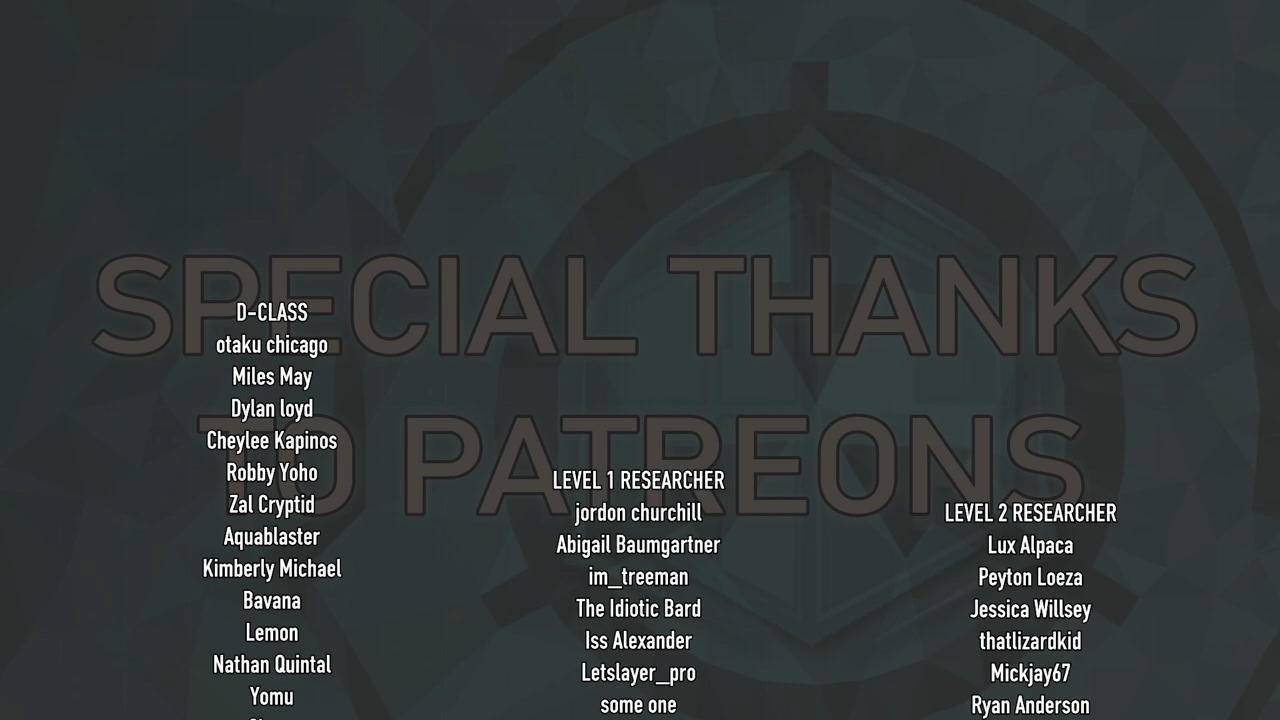 SPECIAL THANKS
TO PATREONS
D-CLASS
otaku chicago
Miles May
Dylan loyd
Cheylee Kapinos
Robby Yoho
Zal Cryptid
Aquablaster
Kimberly Michael
Bavana
Lemon
Nathan Quintal
Yomu
LEVEL 1 RESEARCHER
jordon churchill
Abigail Baumgartner
im_treeman
The Idiotic Bard
Iss Alexander
Letslayer_pro
some one
LEVEL 2 RESEARCHER
Lux Alpaca
Peyton Loeza
Jessica Willsey
thatlizardkid
Mickjay67
Ryan Anderson